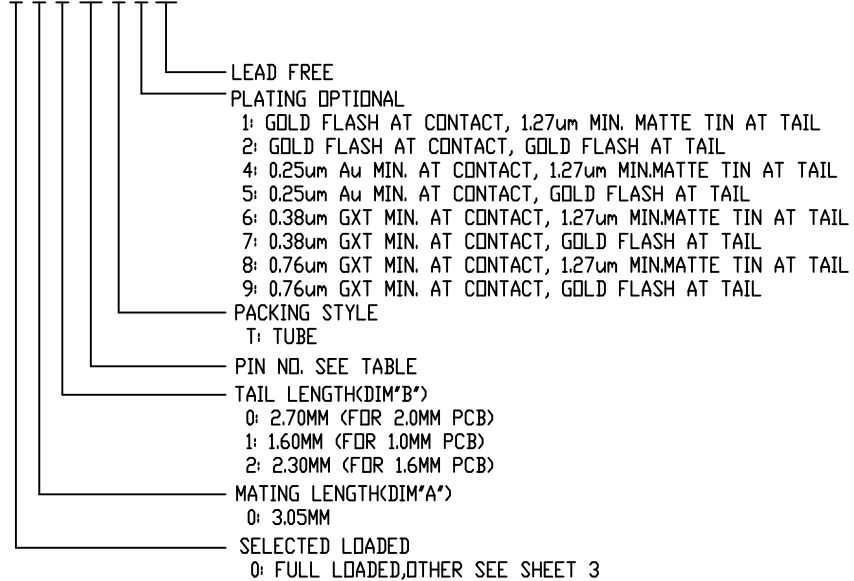 LEAD FREE
PLATING OPTIONAL
1: GOLD FLASH AT CONTACT, 1.27um MIN. MATTE TIN AT TAIL
2: GOLD FLASH AT CONTACT, GOLD FLASH AT TAIL
4: 0.25um Au MIN. AT CONTACT, 1.27um MIN.MATTE TIN AT TAIL
5: 0.25um Au MIN. AT CONTACT, GOLD FLASH AT TAIL
6: 0.38um GXT MIN. AT CONTACT, 1.27um MIN.MATTE TIN AT TAIL
7: 0.38um GXT MIN. AT CONTACT, GOLD FLASH AT TAIL
8: 0.76um GXT MIN. AT CONTACT, 1.27um MIN.MATTE TIN AT TAIL
9: 0.76um GXT MIN. AT CONTACT, GOLD FLASH AT TAIL
PACKING STYLE
T: TUBE
PIN NO. SEE TABLE
TAIL LENGTH(DIM"B")
0: 2.70MM (FOR 2.0MM PCB)
1: 1.60MM (FOR 1.0MM PCB)
2: 2.30MM (FOR 1.6MM PCB)
MATING LENGTH(DIM"A")
0: 3.05MM
SELECTED LOADED
0: FULL LOADED,OTHER SEE SHEET 3